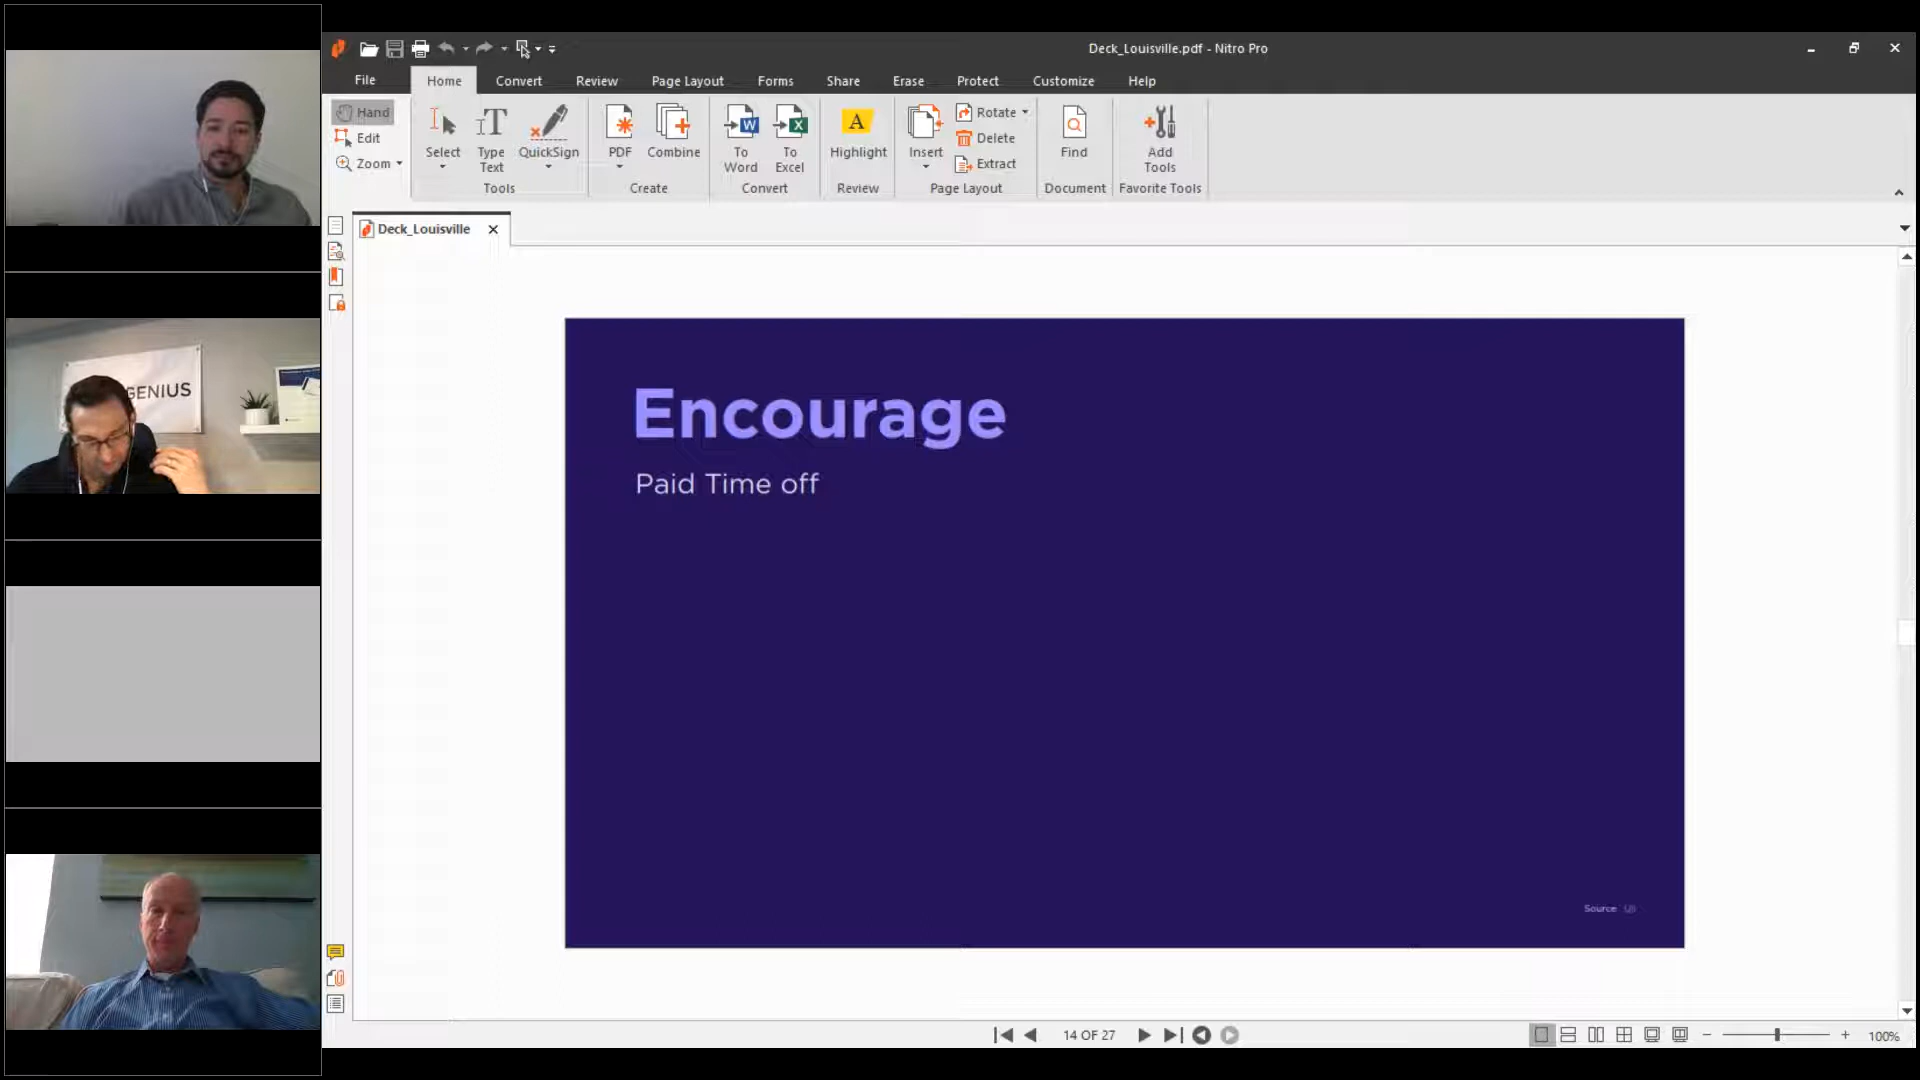 Deck_Louisville.pdf - Nitro Pro
File
Home
Convert
Review
Page Layout
Forms
Share
Erase
Protect
Customize
Help
Hand
Edit
Zoom
Select
Type
Text
QuickSign
Tools
PDF
Combine
Create
To
Word
To
Excel
Convert
Highlight
Review
Insert
Rotate
Delete
Extract
Page Layout
Find
Document
Add
Tools
Favorite Tools
Deck_Louisville
GENIUS
Encourage
Paid Time off
Source
14 OF 27
100%